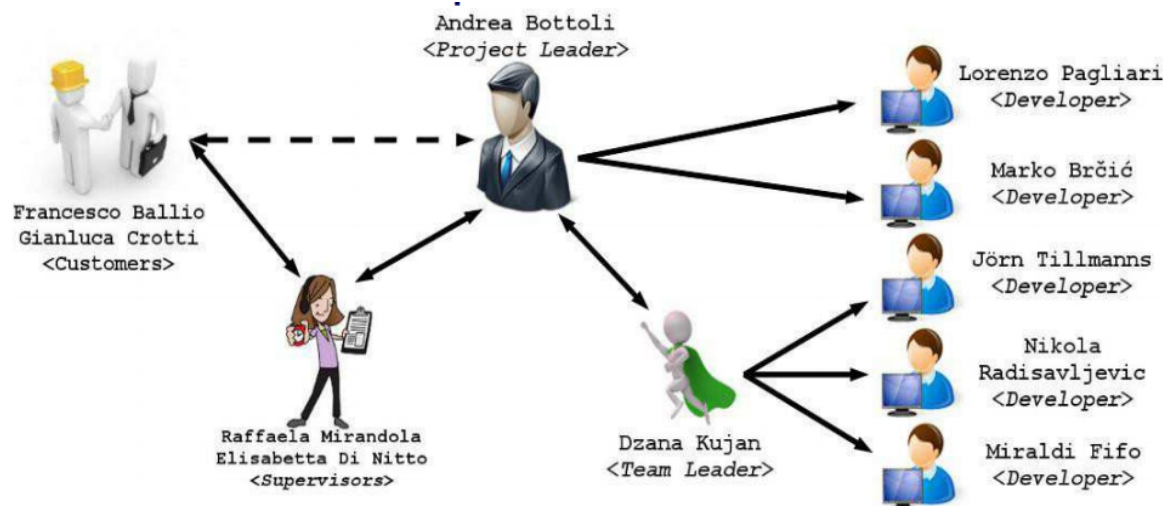 Andrea Bottoli
<Project Leader>
Lorenzo Pagliari
<Developer>
Marko Brčić
<Developer>
Francesco Ballio
Gianluca Crotti
<Customers>
Jörn Tillmanns
<Developer>
Nikola
Radisavljevic
<Developer>
Raffaela Mirandola
Elisabetta Di Nitto
<Supervisors>
Dzana Kujan
<Team Leader>
Miraldi Fifo
<Developer>